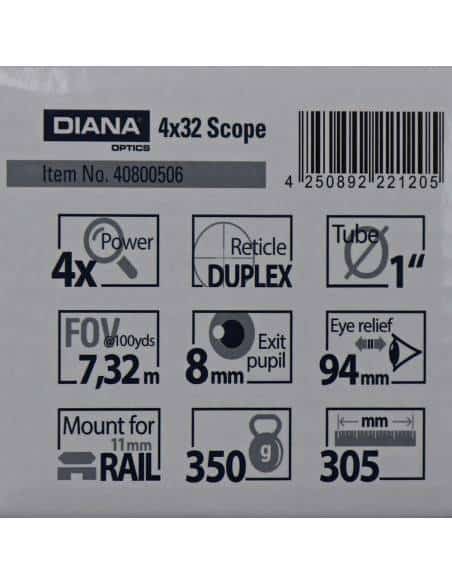 DIANA 4x32 Scope
OPTICS
Item No. 40800506
4 250892 221205
Power
4x
Reticle
DUPLEX
Tube
1“
FOV
@100yds
7,32 m
Exit
pupil
8mm
Eye relief
94mm
Mount for
11mm
RAIL
350 g
mm
305